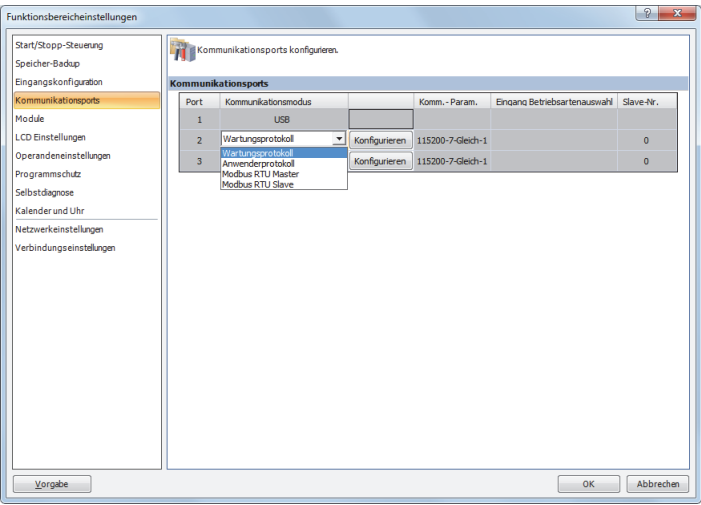 Funktionsbereicheinstellungen
Start/Stopp-Steuerung
Speicher-Backup
Eingangskonfiguration
Kommunikationsports
Module
LCD Einstellungen
Operandeneinstellungen
Programmschutz
Selbstdiagnose
Kalender und Uhr
Netzwerkeinstellungen
Verbindungseinstellungen
Kommunikationsports konfigurieren.
Kommunikationsports
Port Kommunikationsmodus Komm.- Param. Eingang Betriebsartenauswahl Slave-Nr.
1 USB
2 Wartungsprotokoll Konfigurieren 115200-7-Gleich-1 0
3 Konfigurieren 115200-7-Gleich-1 0
Wartungsprotokoll
Anwenderprotokoll
Modbus RTU Master
Modbus RTU Slave
Vorgabe OK Abbrechen